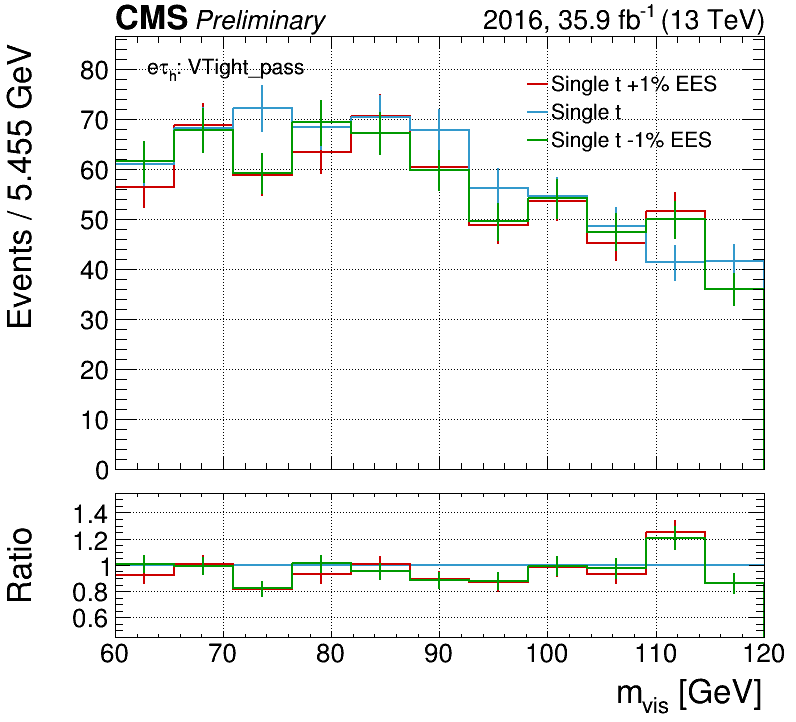 CMS Preliminary 2016, 35.9 fb⁻¹ (13 TeV)
Events / 5.455 GeV
eτₕ: VTight_pass
Single t +1% EES
Single t
Single t -1% EES
80
70
60
50
40
30
20
10
0
Ratio
1.4
1.2
1
0.8
0.6
60 70 80 90 100 110 120
m_vis [GeV]